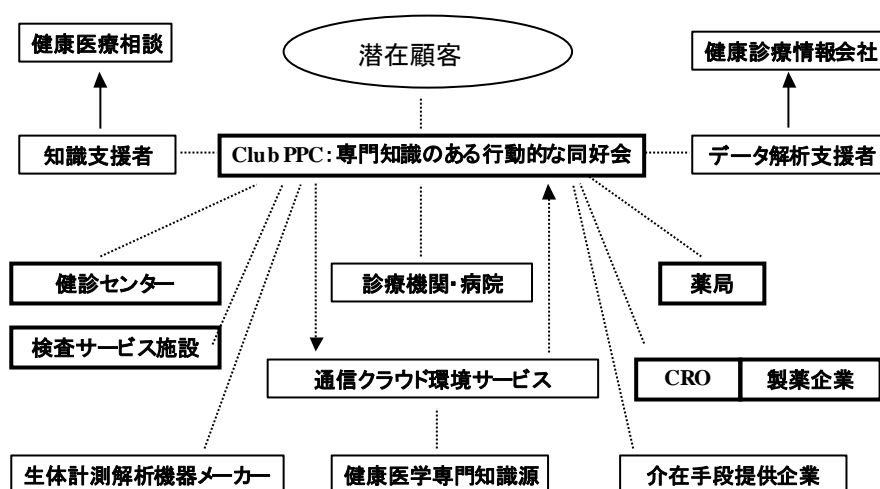 健康医療相談
潜在顧客
健康診療情報会社
知識支援者
Club PPC:専門知識のある行動的な同好会
データ解析支援者
健診センター
診療機関・病院
薬局
検査サービス施設
通信クラウド環境サービス
CRO
製薬企業
生体計測解析機器メーカー
健康医学専門知識源
介在手段提供企業